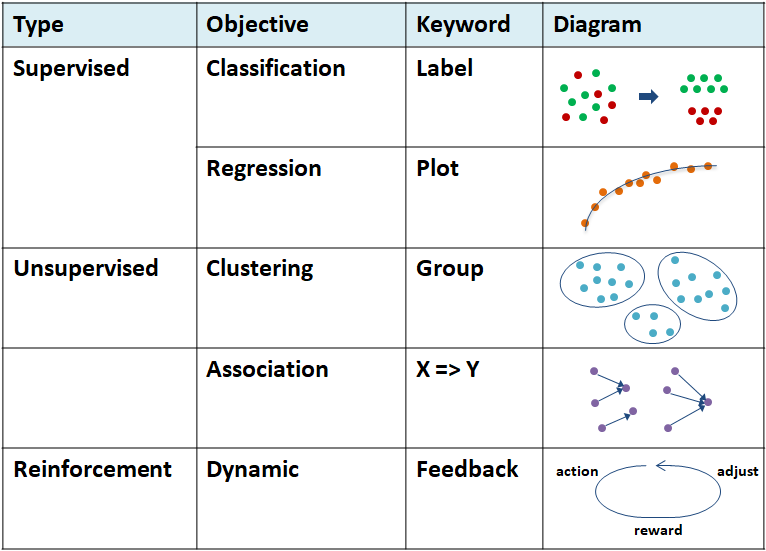 Type Objective Keyword Diagram
Supervised Classification Label
Regression Plot
Unsupervised Clustering Group
Association X => Y
Reinforcement Dynamic Feedback
action adjust
reward